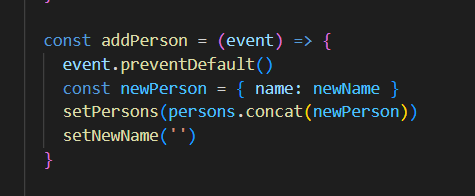 const addPerson = (event) => {
event.preventDefault()
const newPerson = { name: newName }
setPersons(persons.concat(newPerson))
setNewName('')
}